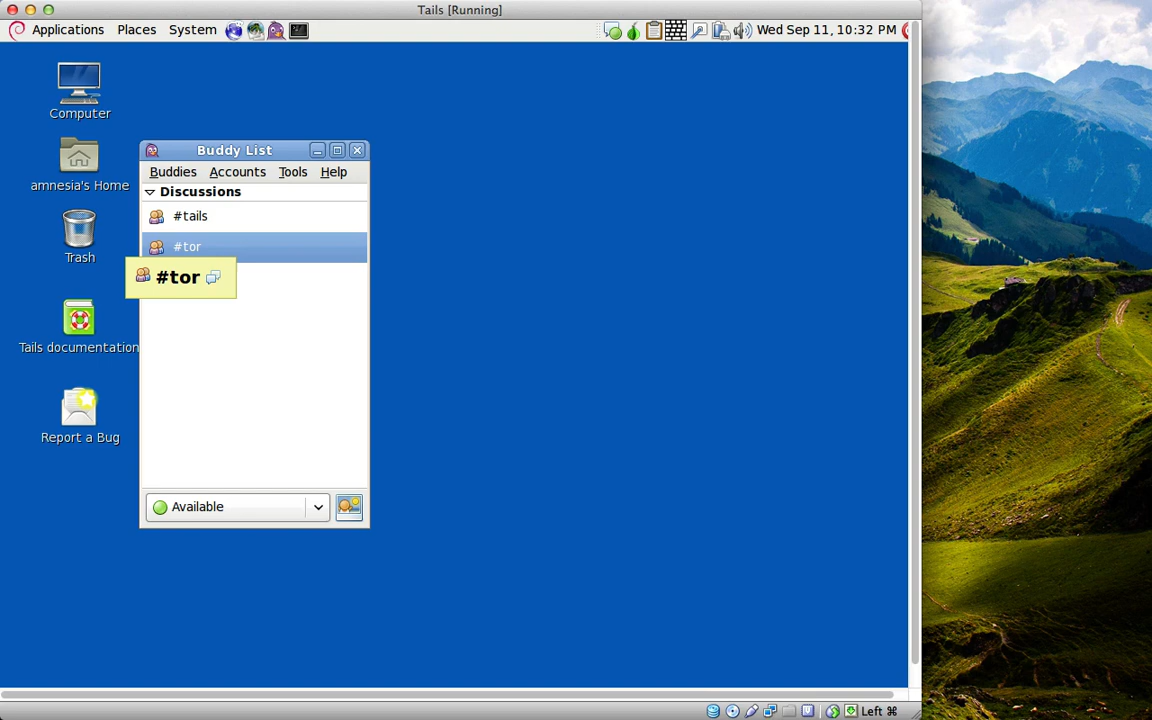 Tails [Running]
Applications Places System Wed Sep 11, 10:32 PM
Computer
amnesia's Home
Trash
Tails documentation
Report a Bug
Buddy List
Buddies Accounts Tools Help
Discussions
#tails
#tor
#tor
Available
Left ⌘